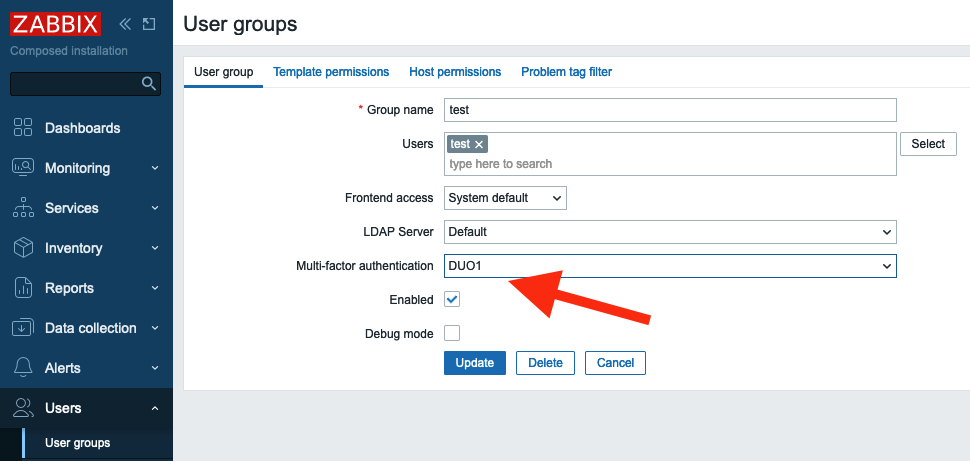 ZABBIX
Composed installation
Dashboards
Monitoring
Services
Inventory
Reports
Data collection
Alerts
Users
User groups
User groups
User group Template permissions Host permissions Problem tag filter
* Group name test
Users test
type here to search
Select
Frontend access System default
LDAP Server Default
Multi-factor authentication DUO1
Enabled
Debug mode
Update Delete Cancel